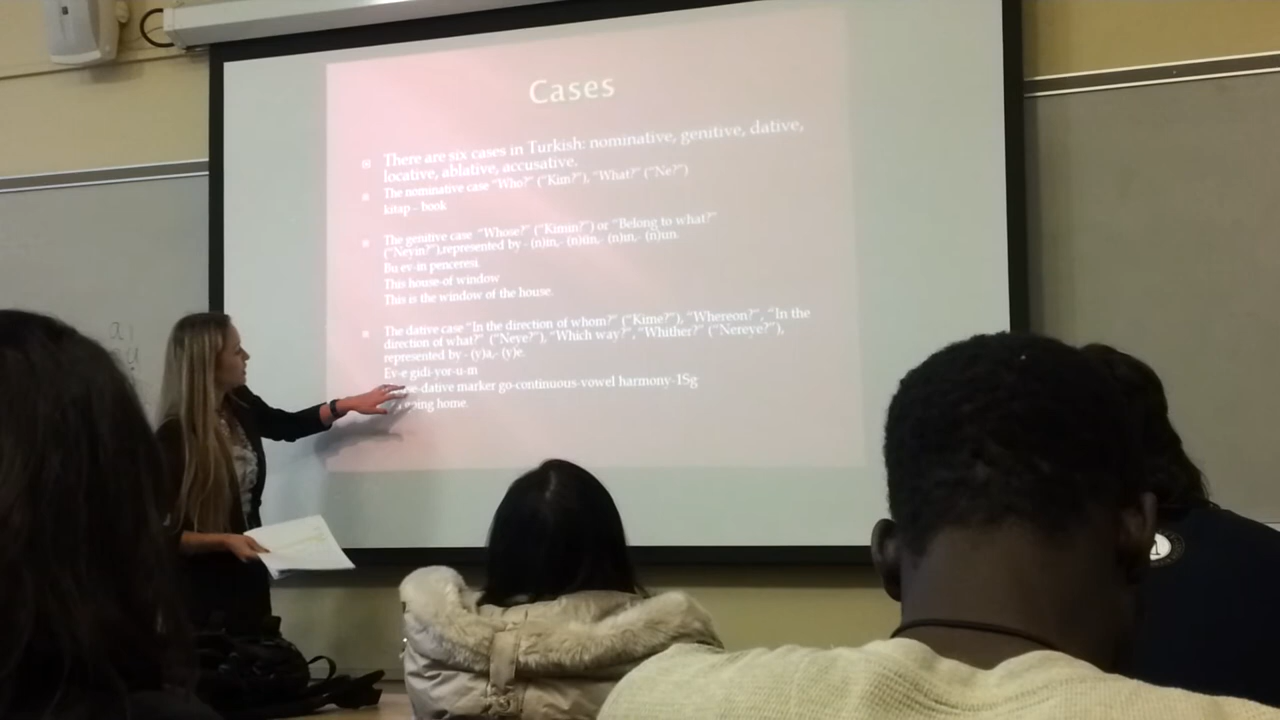 Cases
There are six cases in Turkish: nominative, genitive, dative,
locative, ablative, accusative.
The nominative case "Who?" ("Kim?"), "What?" ("Ne?")
kitap – book
The genitive case "Whose?" ("Kimin?") or "Belong to what?"
("Neyin?"),represented by - (n)ın,- (n)in,- (n)ün,- (n)un.
Bu ev-in penceresi.
This house-of window
This is the window of the house.
The dative case "In the direction of whom?" ("Kime?"), "Whereon?", "In the
direction of what?" ("Neye?"), "Which way?", "Whither?" ("Nereye?"),
represented by - (y)a,- (y)e.
Ev-e gidi-yor-u-m
-dative marker go-continuous-vowel harmony-1Sg
home.